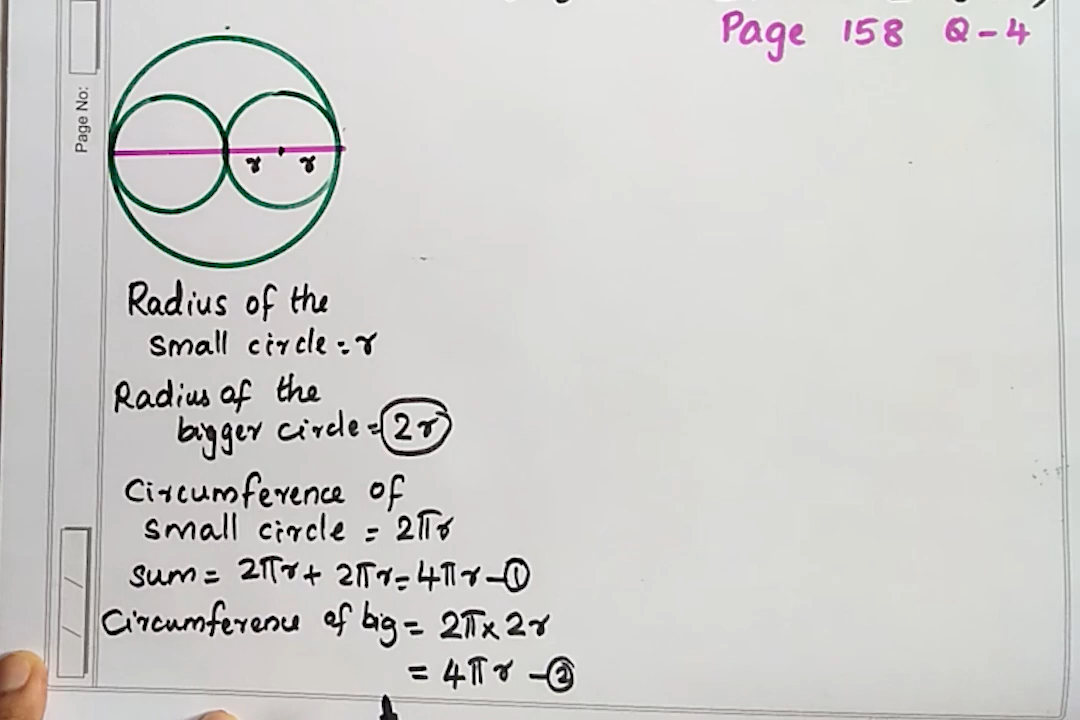 Page 158 Q-4
Page No:
r r
Radius of the
small circle = r
Radius of the
bigger circle = 2r
Circumference of
small circle = 2πr
sum = 2πr + 2πr = 4πr - ①
Circumference of big = 2π × 2r
= 4πr - ②